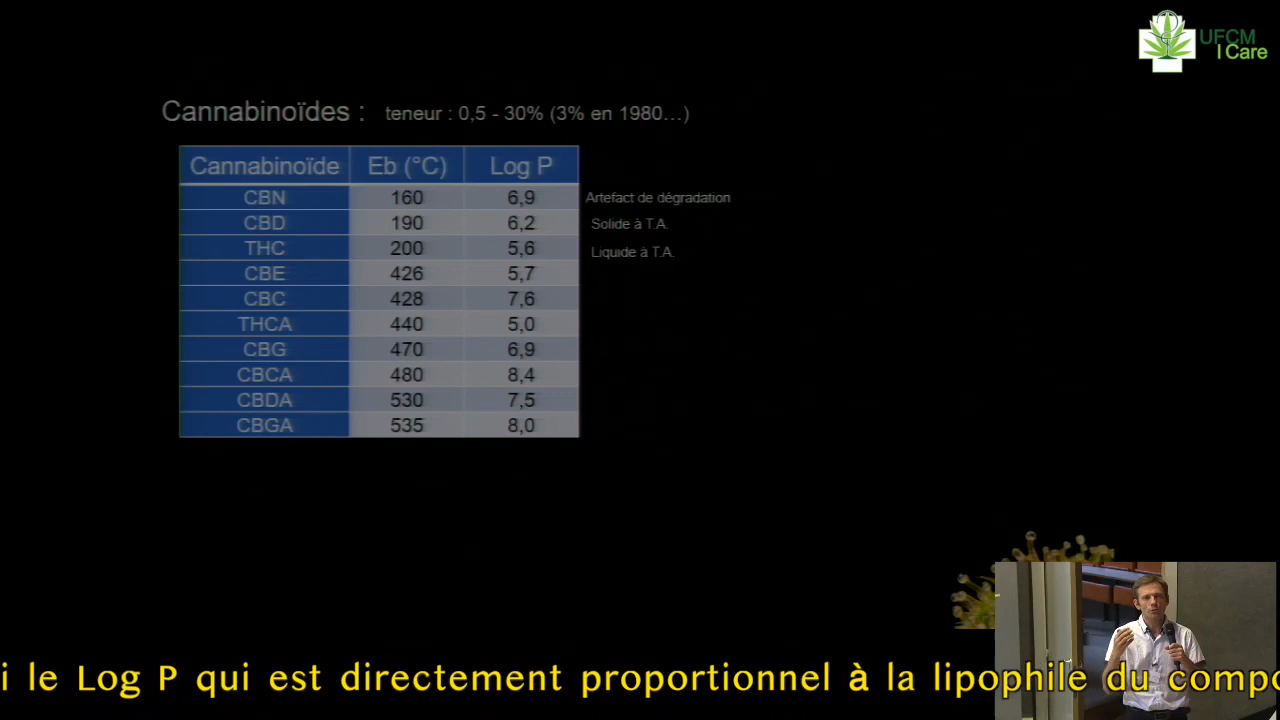 UFCM
I Care
Cannabinoïdes : teneur : 0,5 - 30% (3% en 1980...)
Cannabinoïde Eb (°C) Log P
CBN 160 6,9 Artefact de dégradation
CBD 190 6,2 Solide à T.A.
THC 200 5,6 Liquide à T.A.
CBE 426 5,7
CBC 428 7,6
THCA 440 5,0
CBG 470 6,9
CBCA 480 8,4
CBDA 530 7,5
CBGA 535 8,0
i le Log P qui est directement proportionnel à la lipophile du compo